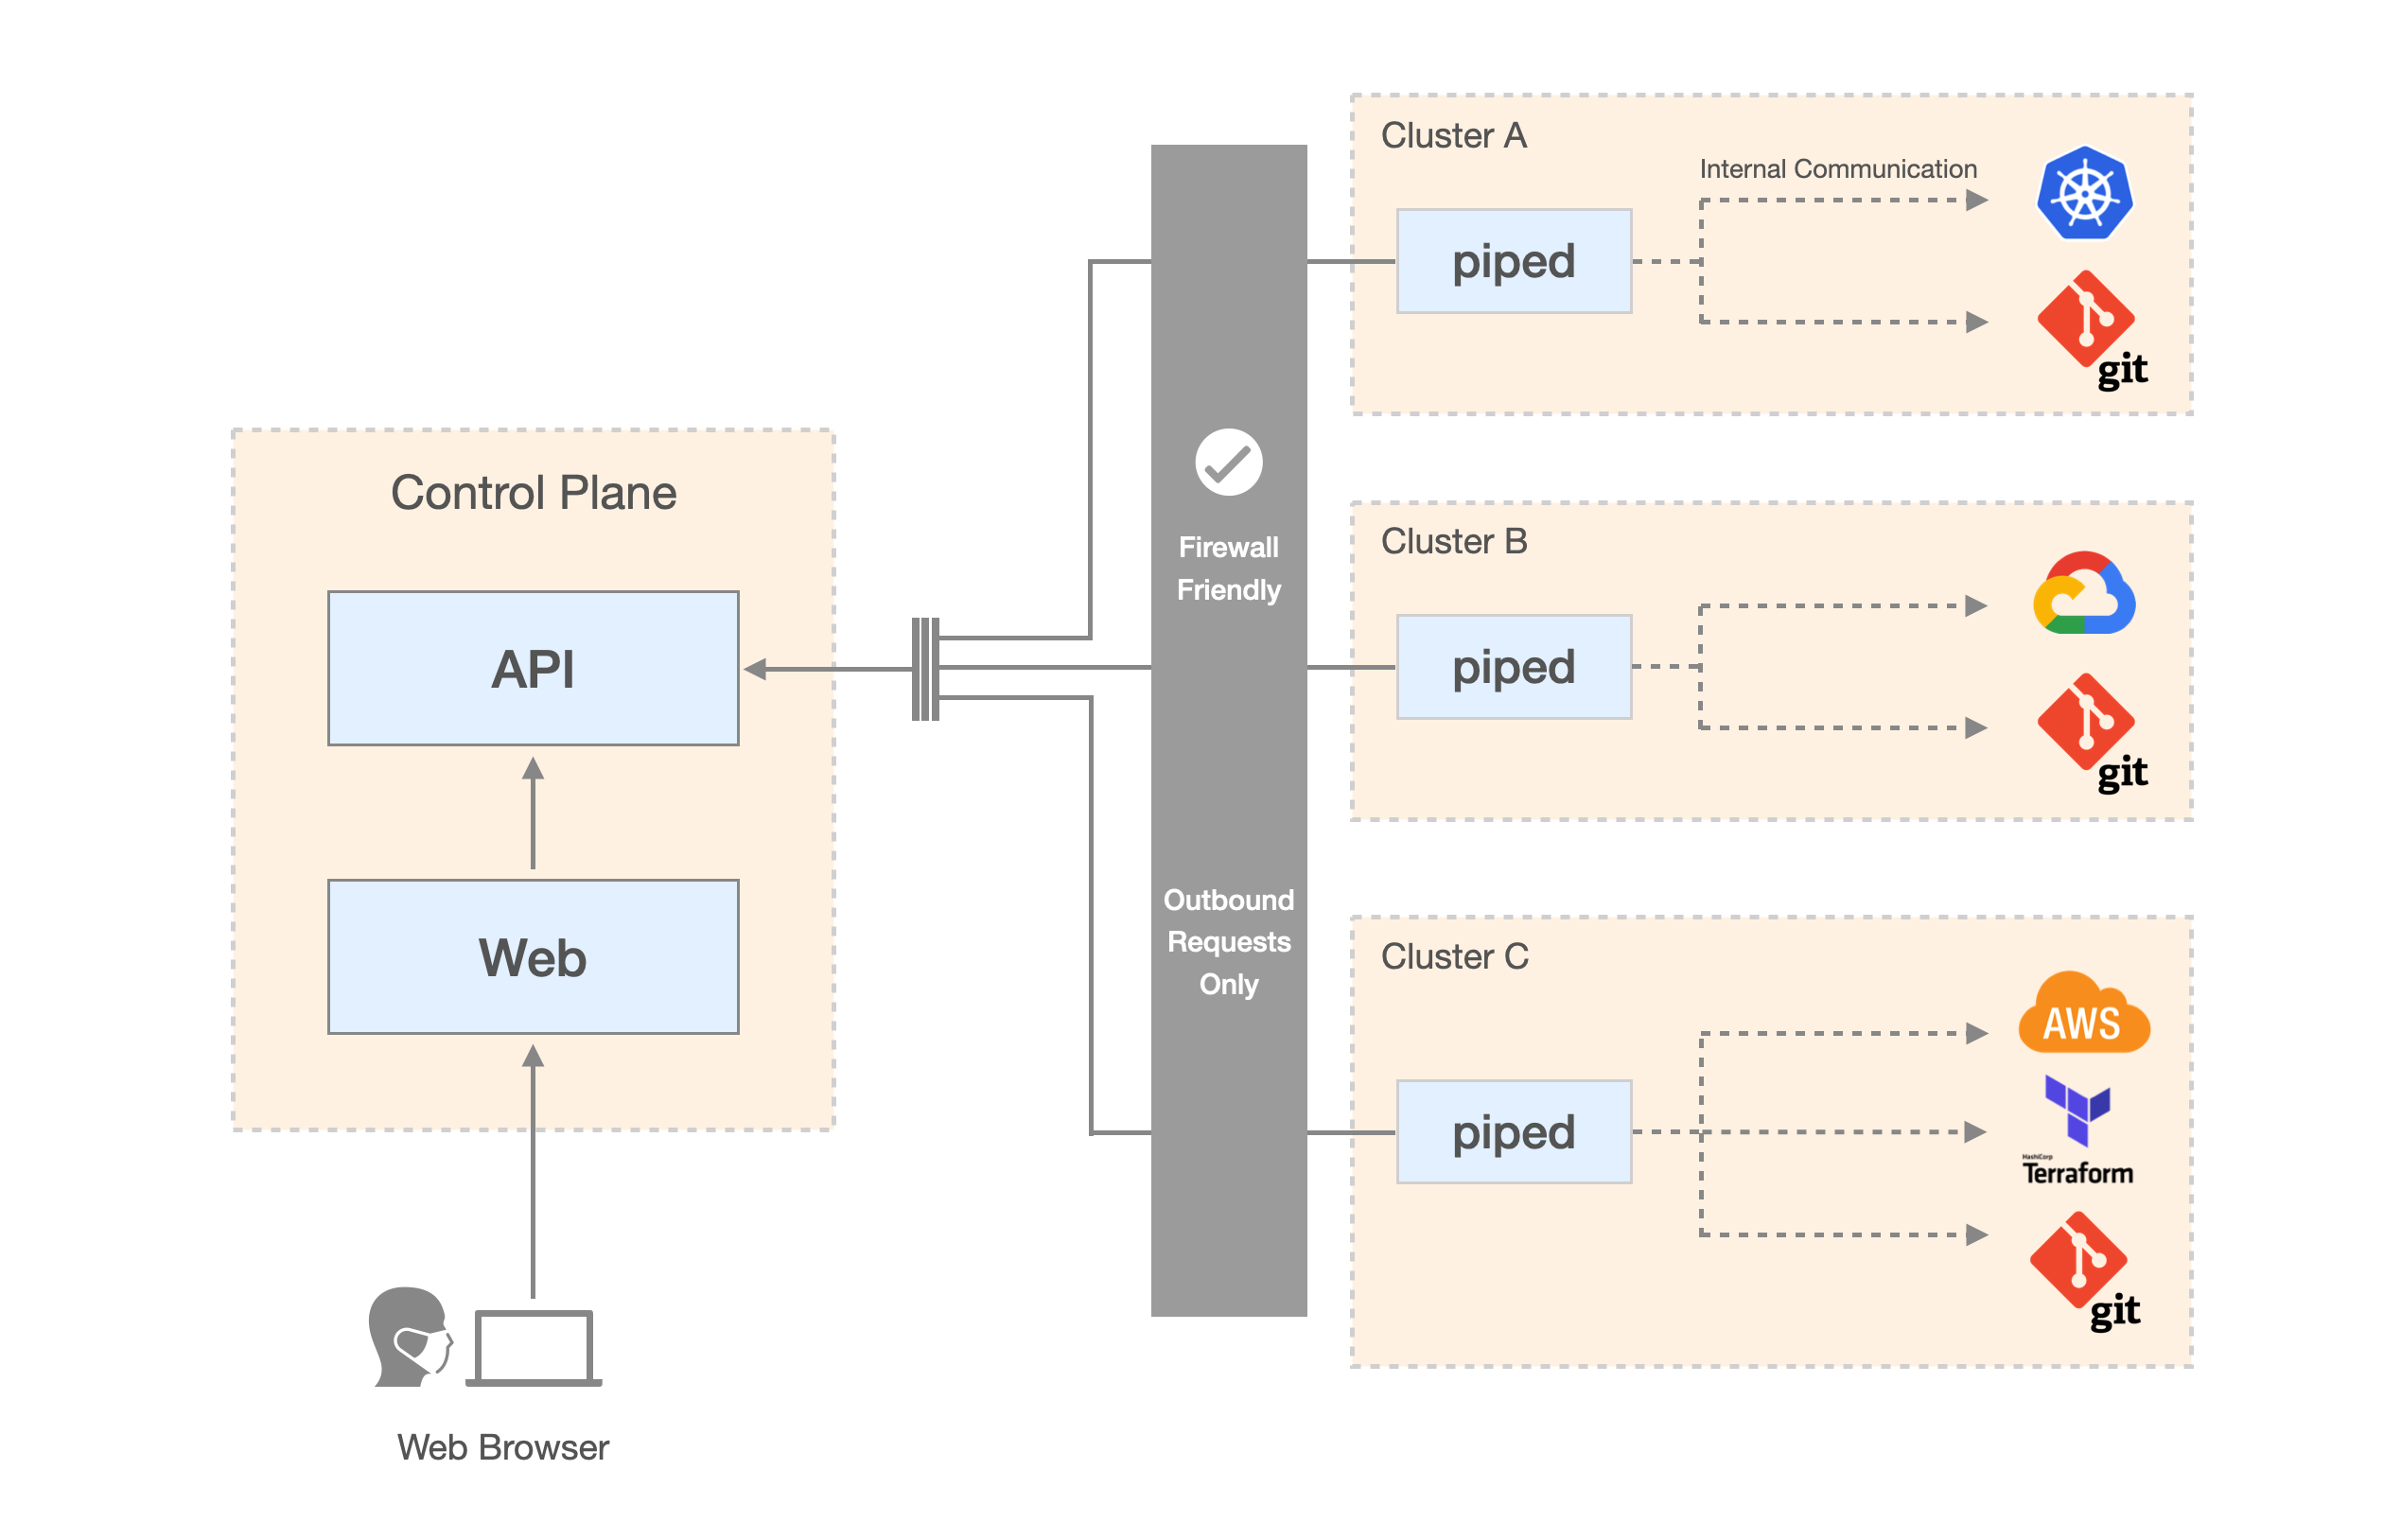 Control Plane
API
Web
Web Browser
Firewall
Friendly
Outbound
Requests
Only
Cluster A
Internal Communication
piped
git
Cluster B
piped
git
Cluster C
AWS
piped
HashiCorp
Terraform
git